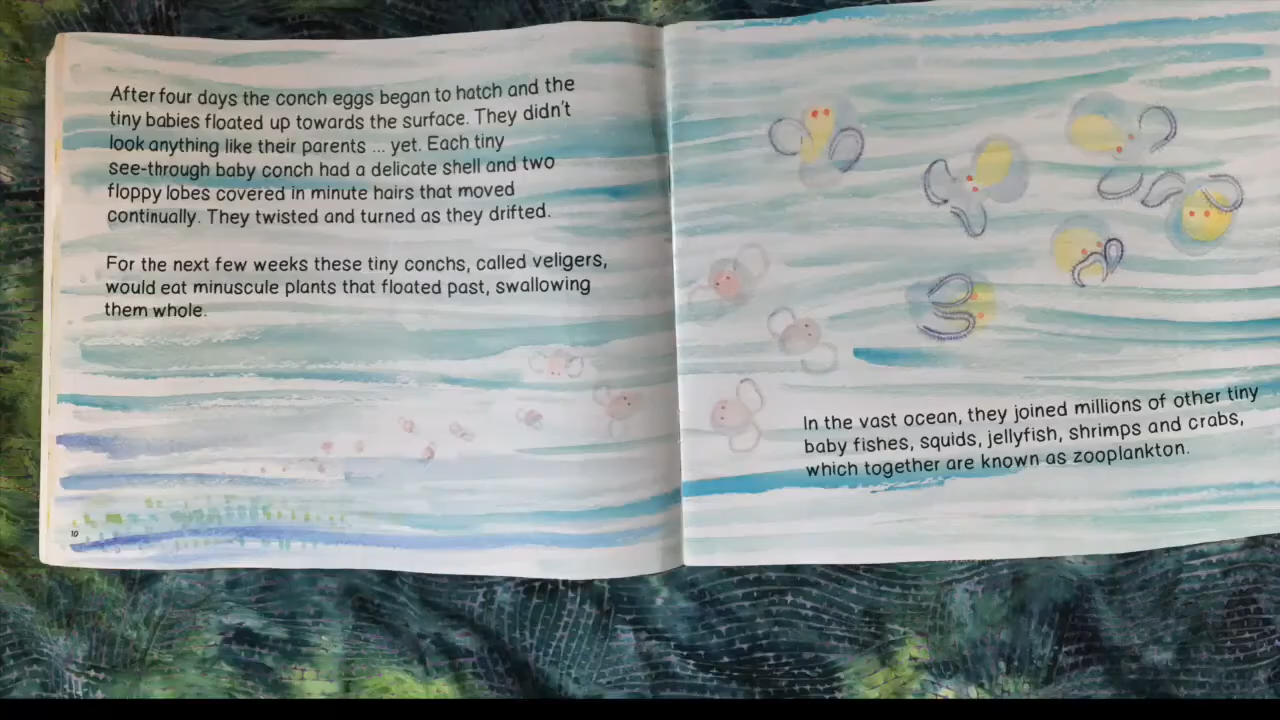 After four days the conch eggs began to hatch and the
tiny babies floated up towards the surface. They didn't
look anything like their parents ... yet. Each tiny
see-through baby conch had a delicate shell and two
floppy lobes covered in minute hairs that moved
continually. They twisted and turned as they drifted.
For the next few weeks these tiny conchs, called veligers,
would eat minuscule plants that floated past, swallowing
them whole.
10
In the vast ocean, they joined millions of other tiny
baby fishes, squids, jellyfish, shrimps and crabs,
which together are known as zooplankton.